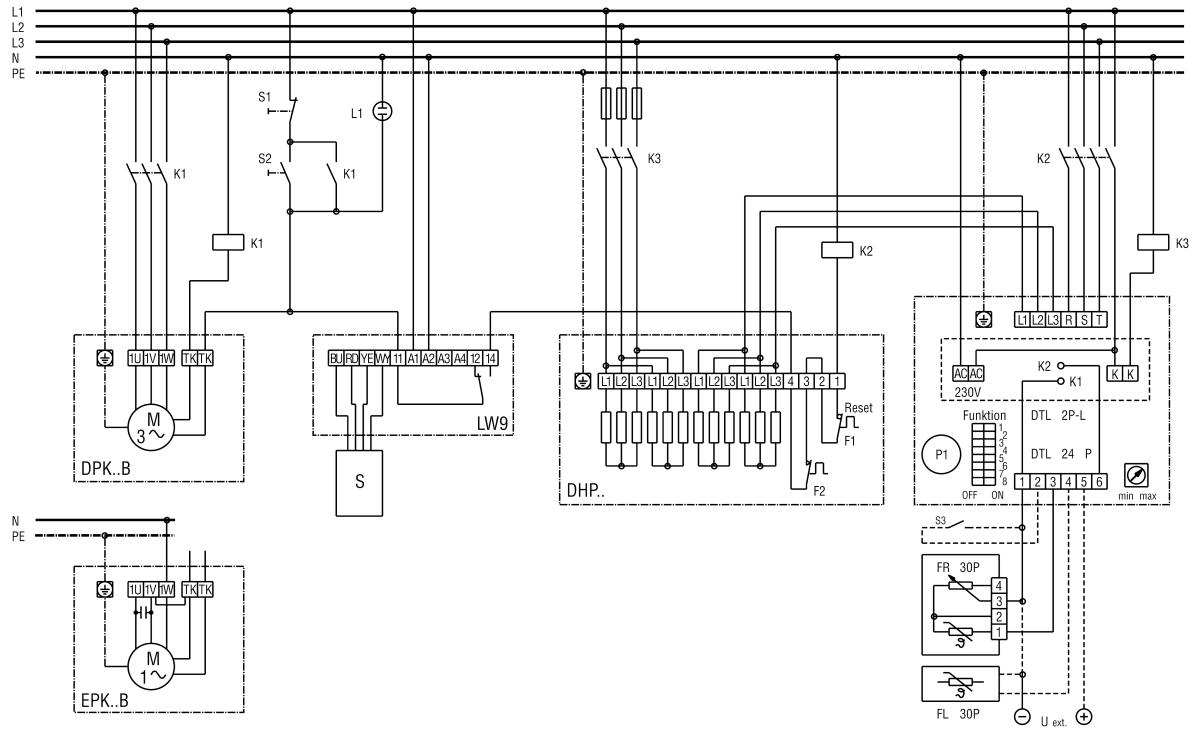 L1
L2
L3
N
PE
S1
L1
S2
K1
K1
K3
K2
K1
K2
K3
1U 1V 1W TK TK
BU RD YE WY 11 A1 A2 A3 A4 12 14
L1 L2 L3 L1 L2 L3 L1 L2 L3 L1 L2 L3 4 3 2 1
L1 L2 L3 R S T
M
3~
DPK..B
LW9
S
Reset
F1
F2
DHP..
AC AC
230V
K2
K1
K K
Funktion
1
2
3
4
5
6
7
8
OFF ON
P1
DTL 2P-L
DTL 24 P
1 2 3 4 5 6
min max
N
PE
1U 1V 1W TK TK
M
1~
EPK..B
S3
FR 30P
4
3
2
1
ϑ
ϑ
FL 30P
− U ext. +